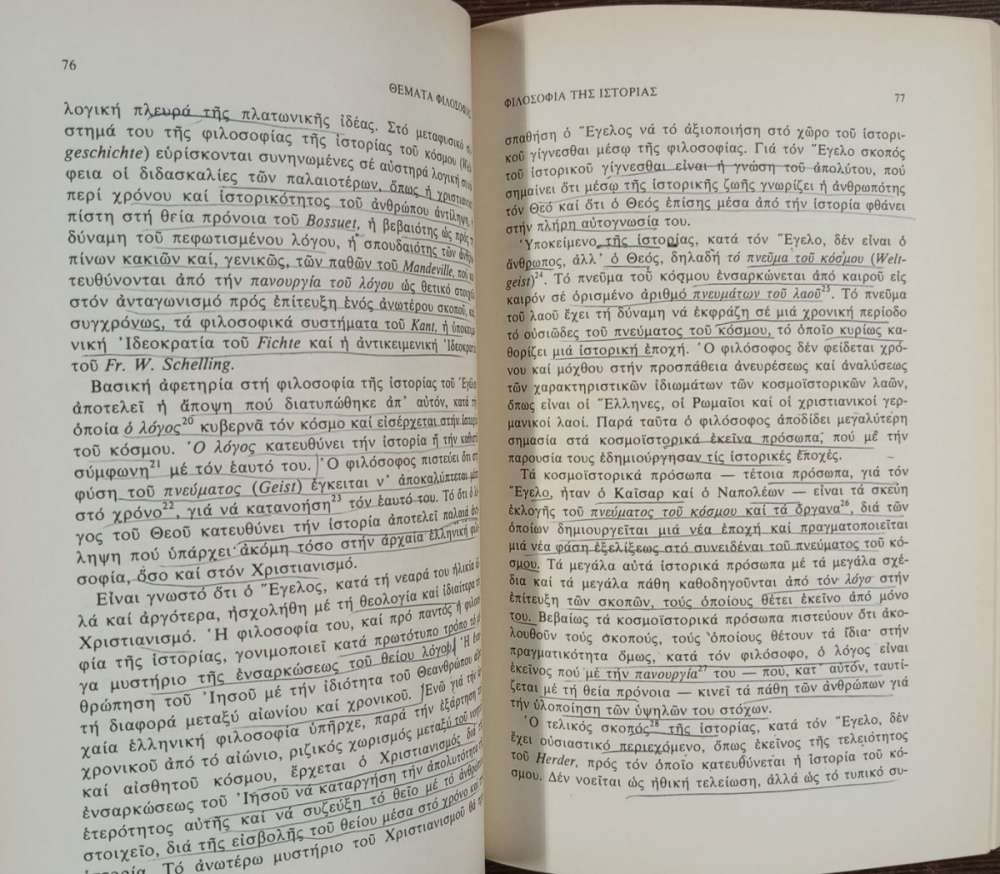 76
ΘΕΜΑΤΑ ΦΙΛΟΣΟΦΙΑΣ
λογική πλευρά τῆς πλατωνικῆς ἰδέας. Στό μεταφυσικό
στημά του τῆς φιλοσοφίας τῆς ἱστορίας τοῦ κόσμου
geschichte) εὑρίσκονται συνηνωμένες σέ αὐστηρά λογική
φεια οἱ διδασκαλίες τῶν παλαιοτέρων, ὅπως ἡ
περί χρόνου καί ἱστορικότητος τοῦ ἀνθρώπου ἀντίληψη, ἡ
πίστη στή θεία πρόνοια τοῦ Bossuet, ἡ βεβαιότης ὡς πρός τή
δύναμη τοῦ πεφωτισμένου λόγου, ἡ σπουδαιότης τῶν
πίνων κακιῶν καί, γενικῶς, τῶν παθῶν τοῦ Mandeville, πού
τευθύνονται ἀπό τήν πανουργία τοῦ λόγου ὡς θετικό
στόν ἀνταγωνισμό πρός ἐπίτευξη ἑνός ἀνωτέρου σκοποῦ, καί
συγχρόνως, τά φιλοσοφικά συστήματα τοῦ Kant, ἡ
νική Ἰδεοκρατία τοῦ Fichte καί ἡ ἀντικειμενική Ἰδεοκρατία
τοῦ Fr. W. Schelling.
Βασική ἀφετηρία στή φιλοσοφία τῆς ἱστορίας τοῦ
ἀποτελεῖ ἡ ἄποψη πού διατυπώθηκε ἀπ' αὐτόν, κατά τήν
ὁποία ὁ λόγος20 κυβερνᾶ τόν κόσμο καί εἰσέρχεται στήν
τοῦ κόσμου. Ὁ λόγος κατευθύνει τήν ἱστορία ἤ τήν
σύμφωνη21 μέ τόν ἑαυτό του. Ὁ φιλόσοφος πιστεύει ὅτι ἡ
φύση τοῦ πνεύματος (Geist) ἔγκειται ν' ἀποκαλύπτεται μέσα
στό χρόνο22, γιά νά κατανοήση23 τόν ἑαυτό του. Τό ὅτι ὁ
γος τοῦ Θεοῦ κατευθύνει τήν ἱστορία ἀποτελεῖ παλαιά
ληψη πού ὑπάρχει ἀκόμη τόσο στήν ἀρχαία ἑλληνική
σοφία, ὅσο καί στόν Χριστιανισμό.
Εἶναι γνωστό ὅτι ὁ Ἔγελος, κατά τή νεαρά του ἡλικία
λά καί ἀργότερα, ἠσχολήθη μέ τή θεολογία καί ἰδιαίτερα
Χριστιανισμό. Ἡ φιλοσοφία του, καί πρό παντός ἡ
φία τῆς ἱστορίας, γονιμοποιεῖ κατά πρωτότυπο τρόπο τό
γα μυστήριο τῆς ἐνσαρκώσεως τοῦ θείου λόγου. Ἡ
θρώπηση τοῦ Ἰησοῦ μέ τήν ἰδιότητα τοῦ Θεανθρώπου
τή διαφορά μεταξύ αἰωνίου καί χρονικοῦ. Ἐνῶ γιά τήν
χαία ἑλληνική φιλοσοφία ὑπῆρχε, παρά τήν ἐξάρτηση
χρονικοῦ ἀπό τό αἰώνιο, ριζικός χωρισμός μεταξύ τοῦ
καί αἰσθητοῦ κόσμου, ἔρχεται ὁ Χριστιανισμός διά τῆς
ἐνσαρκώσεως τοῦ Ἰησοῦ νά καταργήση τήν ἀπολυτότητα τῆς
ἑτερότητος αὐτῆς καί νά συζεύξη τό θεῖο μέ τό
στοιχεῖο, διά τῆς εἰσβολῆς τοῦ θείου μέσα στό χρόνο καί
Τό ἀνωτέρω μυστήριο τοῦ Χριστιανισμοῦ θά
ΦΙΛΟΣΟΦΙΑ ΤΗΣ ΙΣΤΟΡΙΑΣ
77
σπαθήση ὁ Ἔγελος νά τό ἀξιοποιήση στό χῶρο τοῦ ἱστορι-
κοῦ γίγνεσθαι μέσῳ τῆς φιλοσοφίας. Γιά τόν Ἔγελο σκοπός
τοῦ ἱστορικοῦ γίγνεσθαι εἶναι ἡ γνώση τοῦ ἀπολύτου, πού
σημαίνει ὅτι μέσῳ τῆς ἱστορικῆς ζωῆς γνωρίζει ἡ ἀνθρωπότης
τόν Θεό καί ὅτι ὁ Θεός ἐπίσης μέσα ἀπό τήν ἱστορία φθάνει
στήν πλήρη αὐτογνωσία του.
Ὑποκείμενο τῆς ἱστορίας, κατά τόν Ἔγελο, δέν εἶναι ὁ
ἄνθρωπος, ἀλλ' ὁ Θεός, δηλαδή τό πνεῦμα τοῦ κόσμου (Welt-
geist)24. Τό πνεῦμα τοῦ κόσμου ἐνσαρκώνεται ἀπό καιροῦ εἰς
καιρόν σέ ὁρισμένο ἀριθμό πνευμάτων τοῦ λαοῦ25. Τό πνεῦμα
τοῦ λαοῦ ἔχει τή δύναμη νά ἐκφράζη σέ μιά χρονική περίοδο
τό οὐσιῶδες τοῦ πνεύματος τοῦ κόσμου, τό ὁποῖο κυρίως κα-
θορίζει μιά ἱστορική ἐποχή. Ὁ φιλόσοφος δέν φείδεται χρό-
νου καί μόχθου στήν προσπάθεια ἀνευρέσεως καί ἀναλύσεως
τῶν χαρακτηριστικῶν ἰδιωμάτων τῶν κοσμοϊστορικῶν λαῶν,
ὅπως εἶναι οἱ Ἕλληνες, οἱ Ρωμαῖοι καί οἱ χριστιανικοί γερ-
μανικοί λαοί. Παρά ταῦτα ὁ φιλόσοφος ἀποδίδει μεγαλύτερη
σημασία στά κοσμοϊστορικά ἐκεῖνα πρόσωπα, πού μέ τήν
παρουσία τους ἐδημιούργησαν τίς ἱστορικές ἐποχές.
Τά κοσμοϊστορικά πρόσωπα — τέτοια πρόσωπα, γιά τόν
Ἔγελο, ἦταν ὁ Καῖσαρ καί ὁ Ναπολέων — εἶναι τά σκεύη
ἐκλογῆς τοῦ πνεύματος τοῦ κόσμου καί τά ὄργανα26, διά τῶν
ὁποίων δημιουργεῖται μιά νέα ἐποχή καί πραγματοποιεῖται
μιά νέα φάση ἐξελίξεως στό συνειδέναι τοῦ πνεύματος τοῦ κό-
σμου. Τά μεγάλα αὐτά ἱστορικά πρόσωπα μέ τά μεγάλα σχέ-
δια καί τά μεγάλα πάθη καθοδηγοῦνται ἀπό τόν λόγο στήν
ἐπίτευξη τῶν σκοπῶν, τούς ὁποίους θέτει ἐκεῖνο ἀπό μόνο
του. Βεβαίως τά κοσμοϊστορικά πρόσωπα πιστεύουν ὅτι ἀκο-
λουθοῦν τούς σκοπούς, τούς ὁποίους θέτουν τά ἴδια· στήν
πραγματικότητα ὅμως, κατά τόν φιλόσοφο, ὁ λόγος εἶναι
ἐκεῖνος πού μέ τήν πανουργία27 του — πού, κατ' αὐτόν, ταυτί-
ζεται μέ τή θεία πρόνοια — κινεῖ τά πάθη τῶν ἀνθρώπων γιά
τήν ὑλοποίηση τῶν ὑψηλῶν του στόχων.
Ὁ τελικός σκοπός28 τῆς ἱστορίας, κατά τόν Ἔγελο, δέν
ἔχει οὐσιαστικό περιεχόμενο, ὅπως ἐκεῖνος τῆς τελειότητος
τοῦ Herder, πρός τόν ὁποῖο κατευθύνεται ἡ ἱστορία τοῦ κό-
σμου. Δέν νοεῖται ὡς ἠθική τελείωση, ἀλλά ὡς τό τυπικό συ-